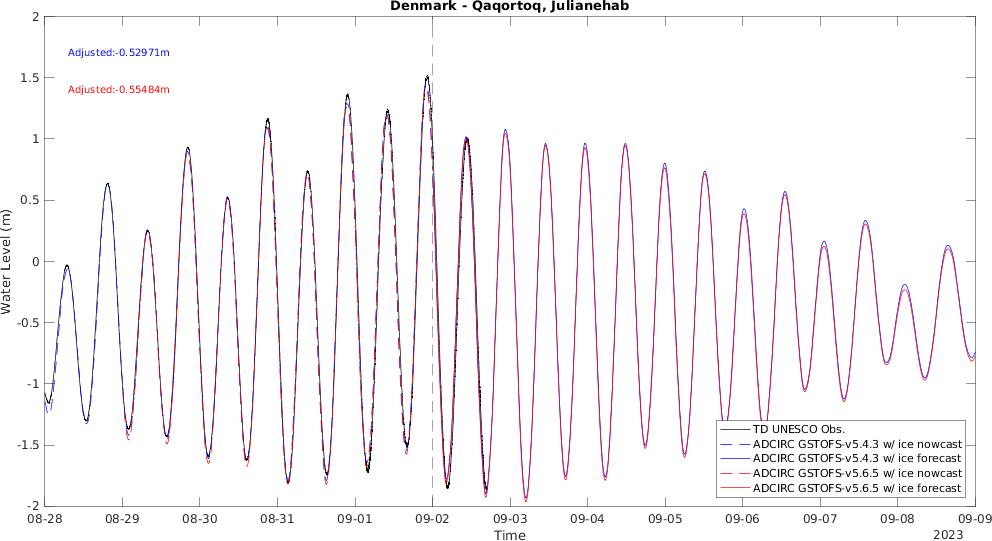 Denmark - Qaqortoq, Julianehab
Adjusted:-0.52971m
Adjusted:-0.55484m
2
1.5
1
0.5
0
-0.5
-1
-1.5
-2
Water Level (m)
TD UNESCO Obs.
ADCIRC GSTOFS-v5.4.3 w/ ice nowcast
ADCIRC GSTOFS-v5.4.3 w/ ice forecast
ADCIRC GSTOFS-v5.6.5 w/ ice nowcast
ADCIRC GSTOFS-v5.6.5 w/ ice forecast
08-28 08-29 08-30 08-31 09-01 09-02 09-03 09-04 09-05 09-06 09-07 09-08 09-09
Time
2023